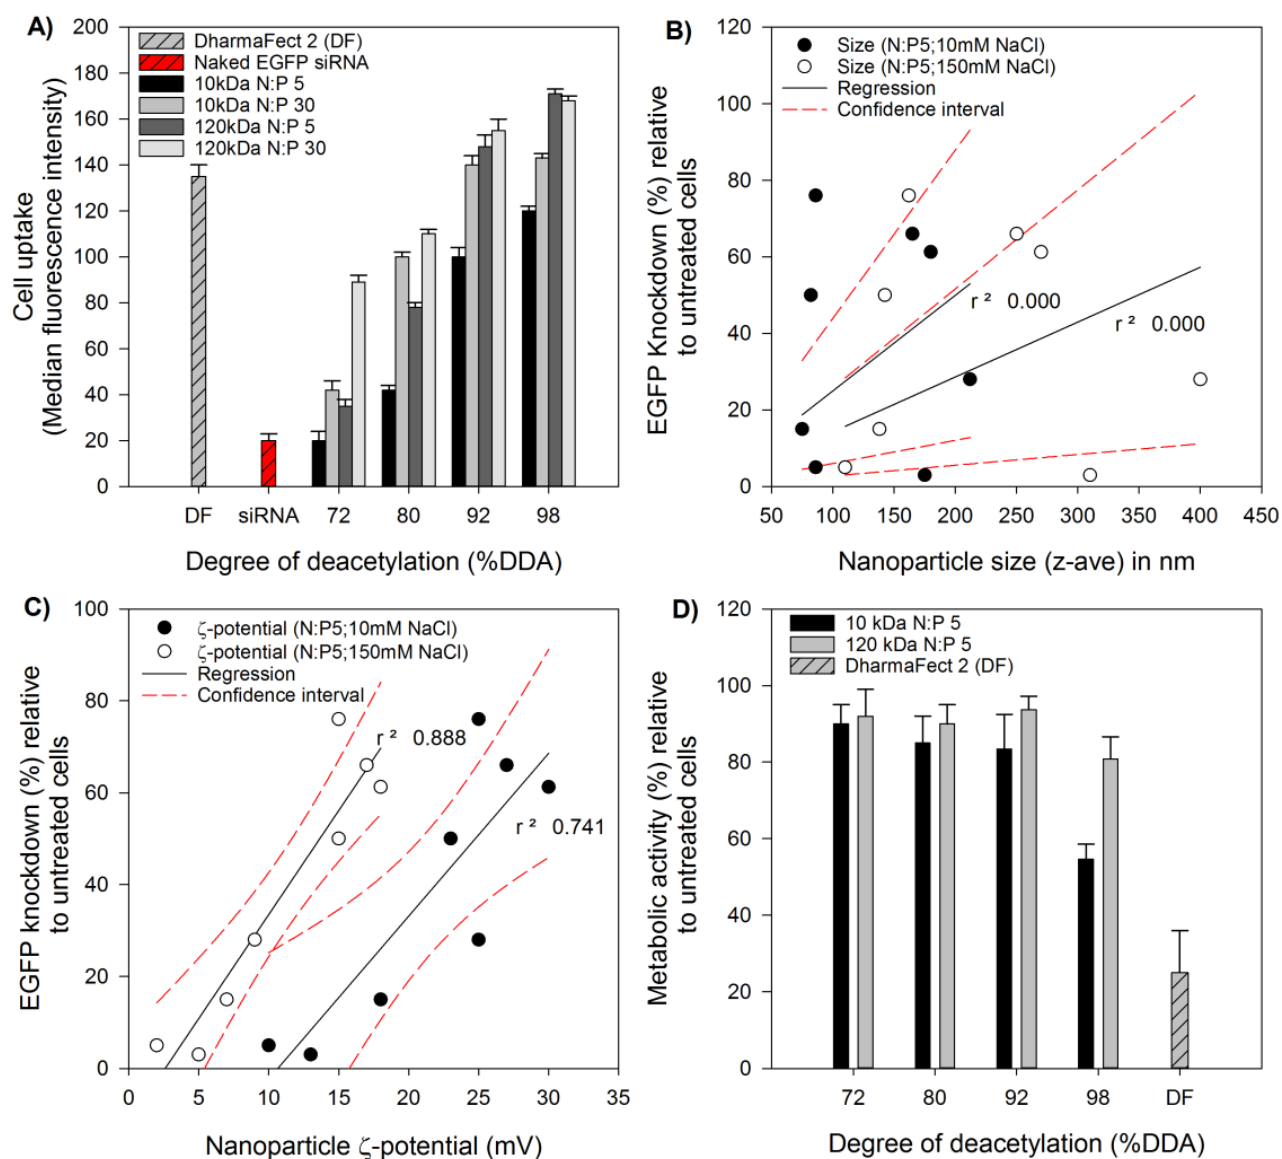 A)
200
180
160
140
120
100
80
60
40
20
0
Cell uptake
(Median fluorescence intensity)
DharmaFect 2 (DF)
Naked EGFP siRNA
10kDa N:P 5
10kDa N:P 30
120kDa N:P 5
120kDa N:P 30
DF siRNA 72 80 92 98
Degree of deacetylation (%DDA)
B)
120
100
80
60
40
20
0
EGFP Knockdown (%) relative
to untreated cells
Size (N:P5;10mM NaCl)
Size (N:P5;150mM NaCl)
Regression
Confidence interval
r² 0.000
r² 0.000
50 100 150 200 250 300 350 400 450
Nanoparticle size (z-ave) in nm
C)
100
80
60
40
20
0
EGFP knockdown (%) relative
to untreated cells
ζ-potential (N:P5;10mM NaCl)
ζ-potential (N:P5;150mM NaCl)
Regression
Confidence interval
r² 0.888
r² 0.741
0 5 10 15 20 25 30 35
Nanoparticle ζ-potential (mV)
D)
120
100
80
60
40
20
0
Metabolic activity (%) relative
to untreated cells
10 kDa N:P 5
120 kDa N:P 5
DharmaFect 2 (DF)
72 80 92 98 DF
Degree of deacetylation (%DDA)